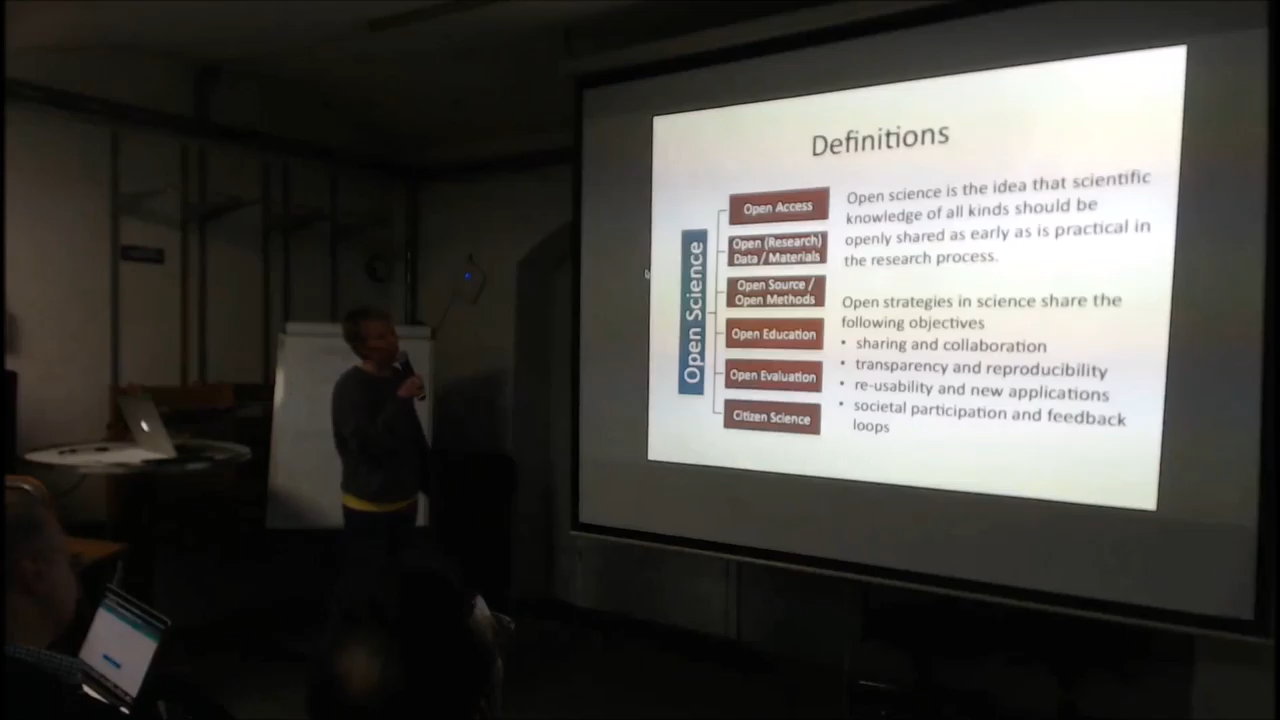 Definitions
Open Science
Open Access
Open (Research)
Data / Materials
Open Source /
Open Methods
Open Education
Open Evaluation
Citizen Science
Open science is the idea that scientific
knowledge of all kinds should be
openly shared as early as is practical in
the research process.
Open strategies in science share the
following objectives
• sharing and collaboration
• transparency and reproducibility
• re-usability and new applications
• societal participation and feedback
loops